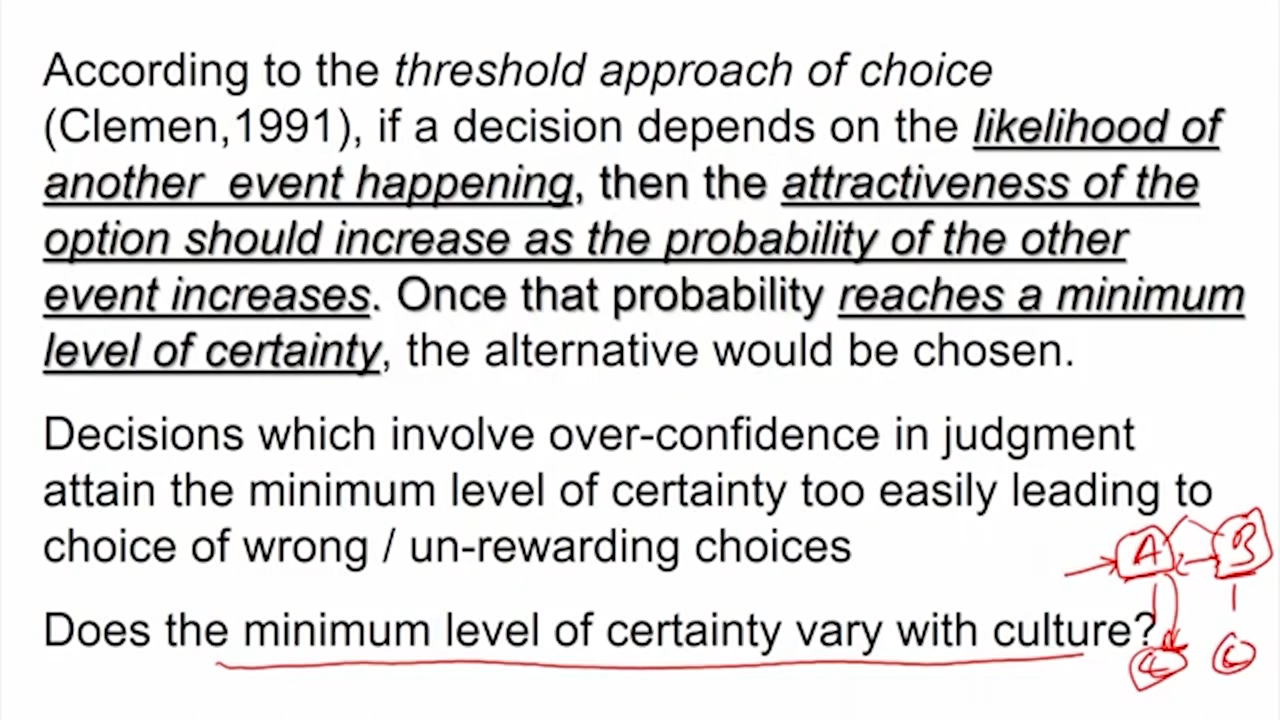 According to the threshold approach of choice
(Clemen,1991), if a decision depends on the likelihood of
another  event happening, then the attractiveness of the
option should increase as the probability of the other
event increases. Once that probability reaches a minimum
level of certainty, the alternative would be chosen.
Decisions which involve over-confidence in judgment
attain the minimum level of certainty too easily leading to
choice of wrong / un-rewarding choices
A B
Does the minimum level of certainty vary with culture?